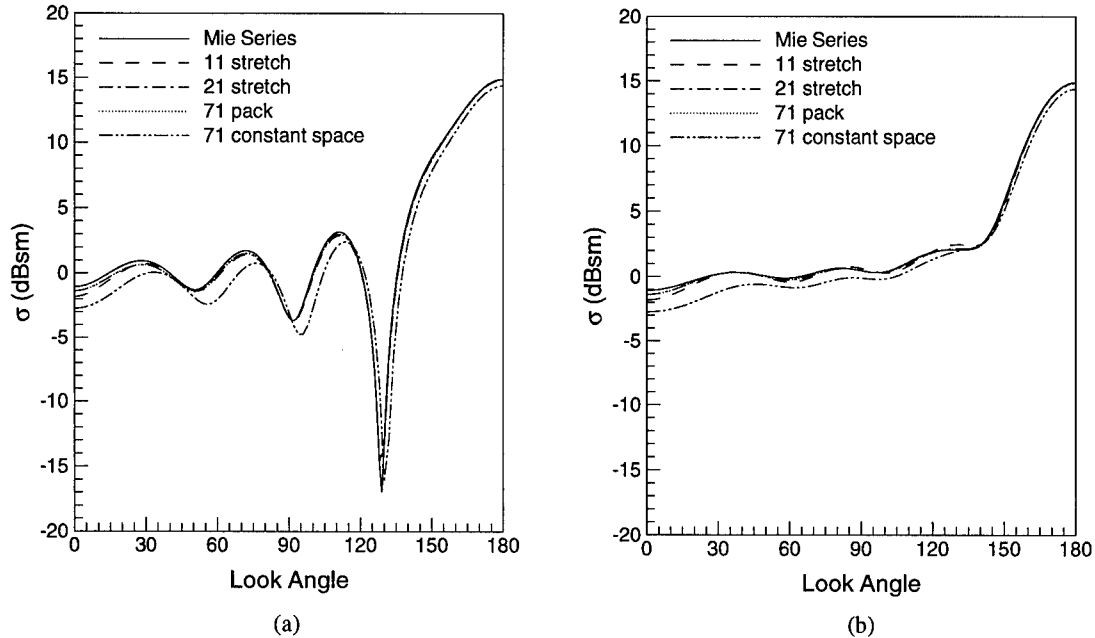 20
15
10
5
0
-5
-10
-15
-20
σ (dBsm)
Mie Series
11 stretch
21 stretch
71 pack
71 constant space
0 30 60 90 120 150 180
Look Angle
(a)
20
15
10
5
0
-5
-10
-15
-20
σ (dBsm)
Mie Series
11 stretch
21 stretch
71 pack
71 constant space
0 30 60 90 120 150 180
Look Angle
(b)